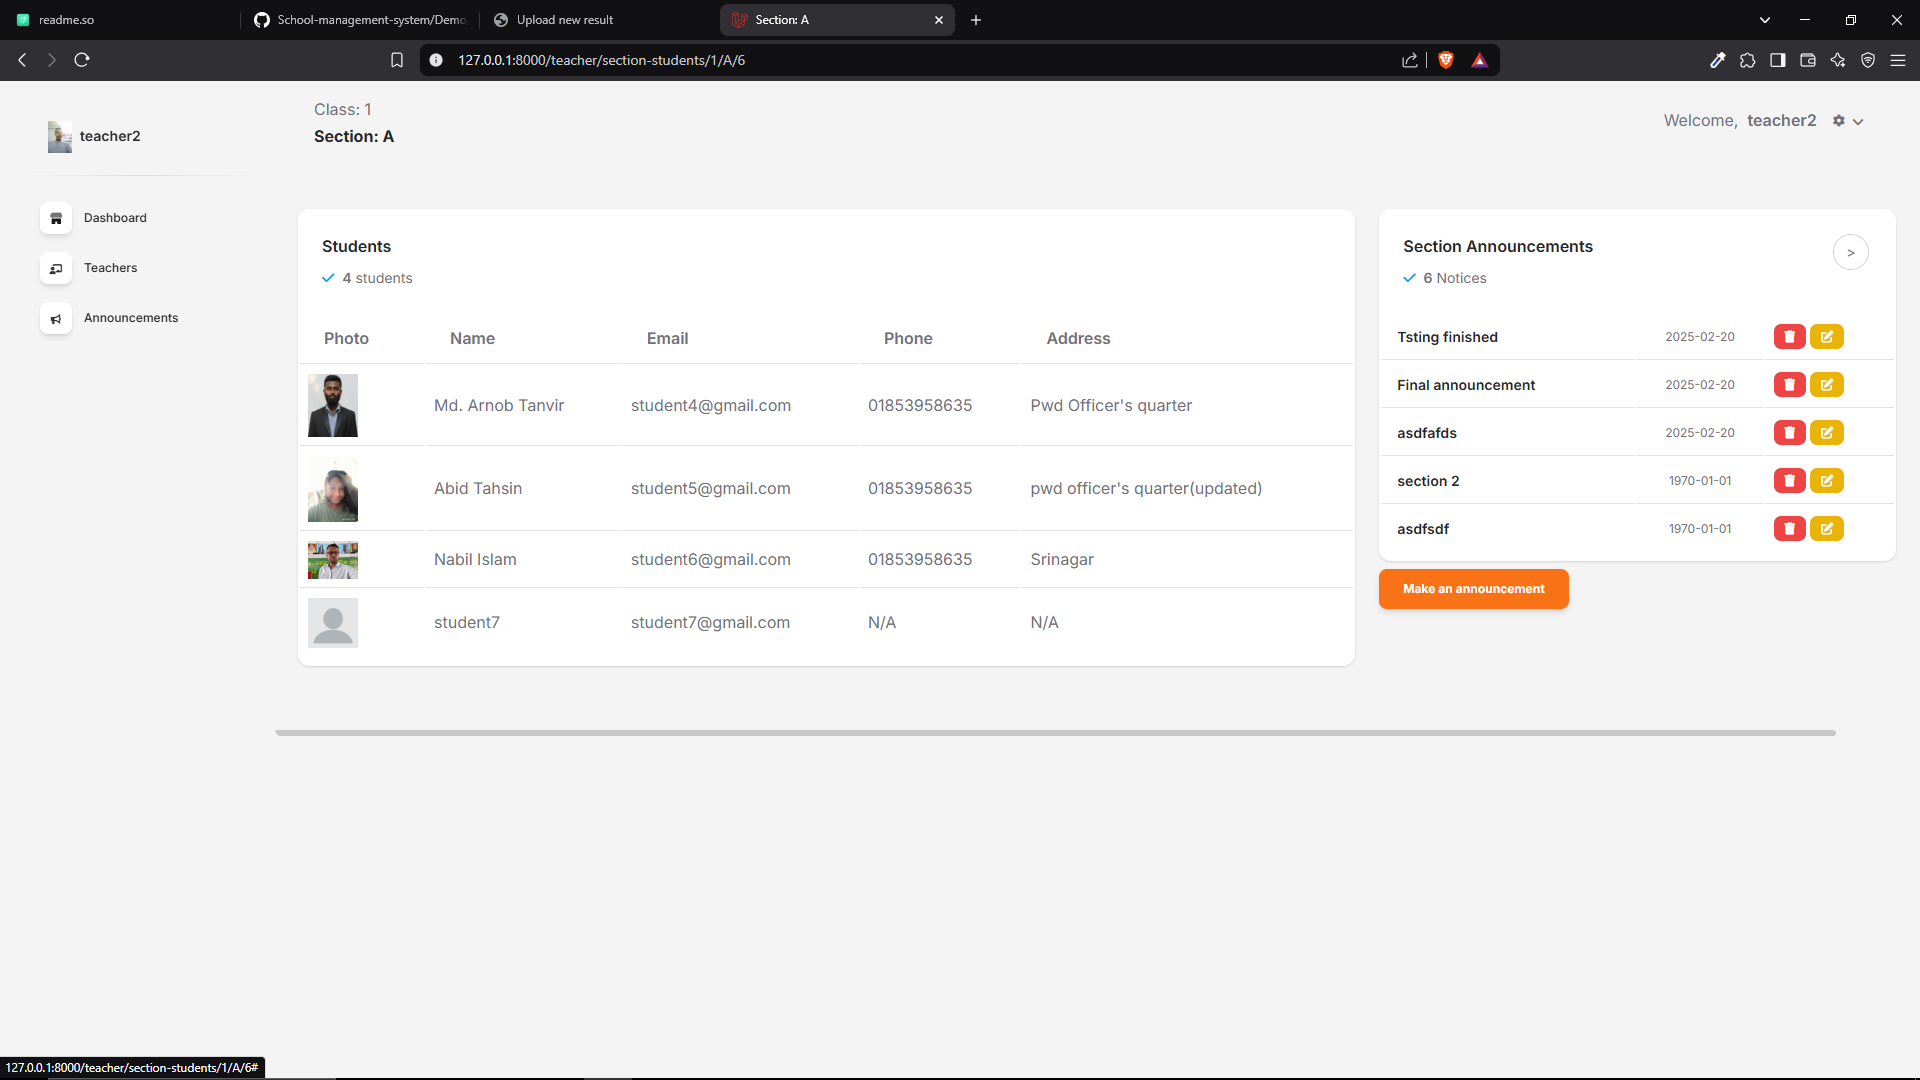 readme.so
School-management-system/Demo
Upload new result
Section: A
127.0.0.1:8000/teacher/section-students/1/A/6
teacher2
Class: 1
Section: A
Welcome, teacher2
Dashboard
Teachers
Announcements
Students
4 students
Photo Name Email Phone Address
Md. Arnob Tanvir student4@gmail.com 01853958635 Pwd Officer's quarter
Abid Tahsin student5@gmail.com 01853958635 pwd officer's quarter(updated)
Nabil Islam student6@gmail.com 01853958635 Srinagar
student7 student7@gmail.com N/A N/A
Section Announcements
>
6 Notices
Tsting finished 2025-02-20
Final announcement 2025-02-20
asdfafds 2025-02-20
section 2 1970-01-01
asdfsdf 1970-01-01
Make an announcement
127.0.0.1:8000/teacher/section-students/1/A/6#